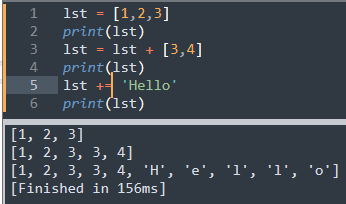 1 lst = [1,2,3]
2 print(lst)
3 lst = lst + [3,4]
4 print(lst)
5 lst += 'Hello'
6 print(lst)
[1, 2, 3]
[1, 2, 3, 3, 4]
[1, 2, 3, 3, 4, 'H', 'e', 'l', 'l', 'o']
[Finished in 156ms]